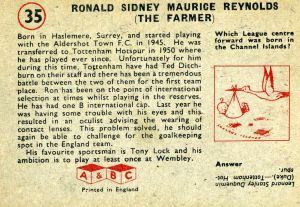 35
RONALD SIDNEY MAURICE REYNOLDS
(THE FARMER)
Born in Haslemere, Surrey, and started playing
with the Aldershot Town F.C. in 1945. He was
transferred to Tottenham Hotspur in 1950 where
he has played ever since. Unfortunately for him
during this time, Tottenham have had Ted Ditch-
burn on their staff and there has been a tremendous
battle between the two of them for the first team
place. Ron has been on the point of international
selection at times whilst playing in the reserves.
He has had one B international cap. Last year he
was having some trouble with his eyes and this
resulted in an oculist advising the wearing of
contact lenses. This problem solved, he should
again be able to challenge for the goalkeeping
spot in the England team.
His favourite sportsman is Tony Lock and his
ambition is to play at least once at Wembley.
A & BC
Printed in England
Which League centre
forward was born in
the Channel Islands?
Answer
Leonard Stanley Duquemin
(Duke)—Tottenham Hot-
spur.